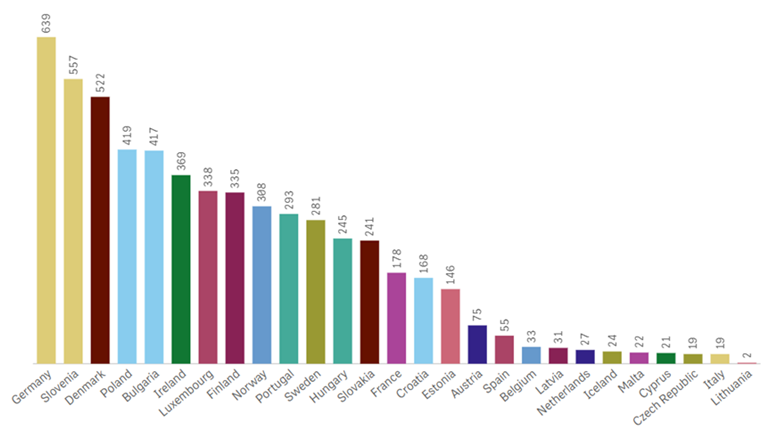 639
557
522
419
417
369
338
335
308
293
281
245
241
178
168
146
75
55
33
31
27
24
22
21
19
19
2
Germany
Slovenia
Denmark
Poland
Bulgaria
Ireland
Luxembourg
Finland
Norway
Portugal
Sweden
Hungary
Slovakia
France
Croatia
Estonia
Austria
Spain
Belgium
Latvia
Netherlands
Iceland
Malta
Cyprus
Czech Republic
Italy
Lithuania